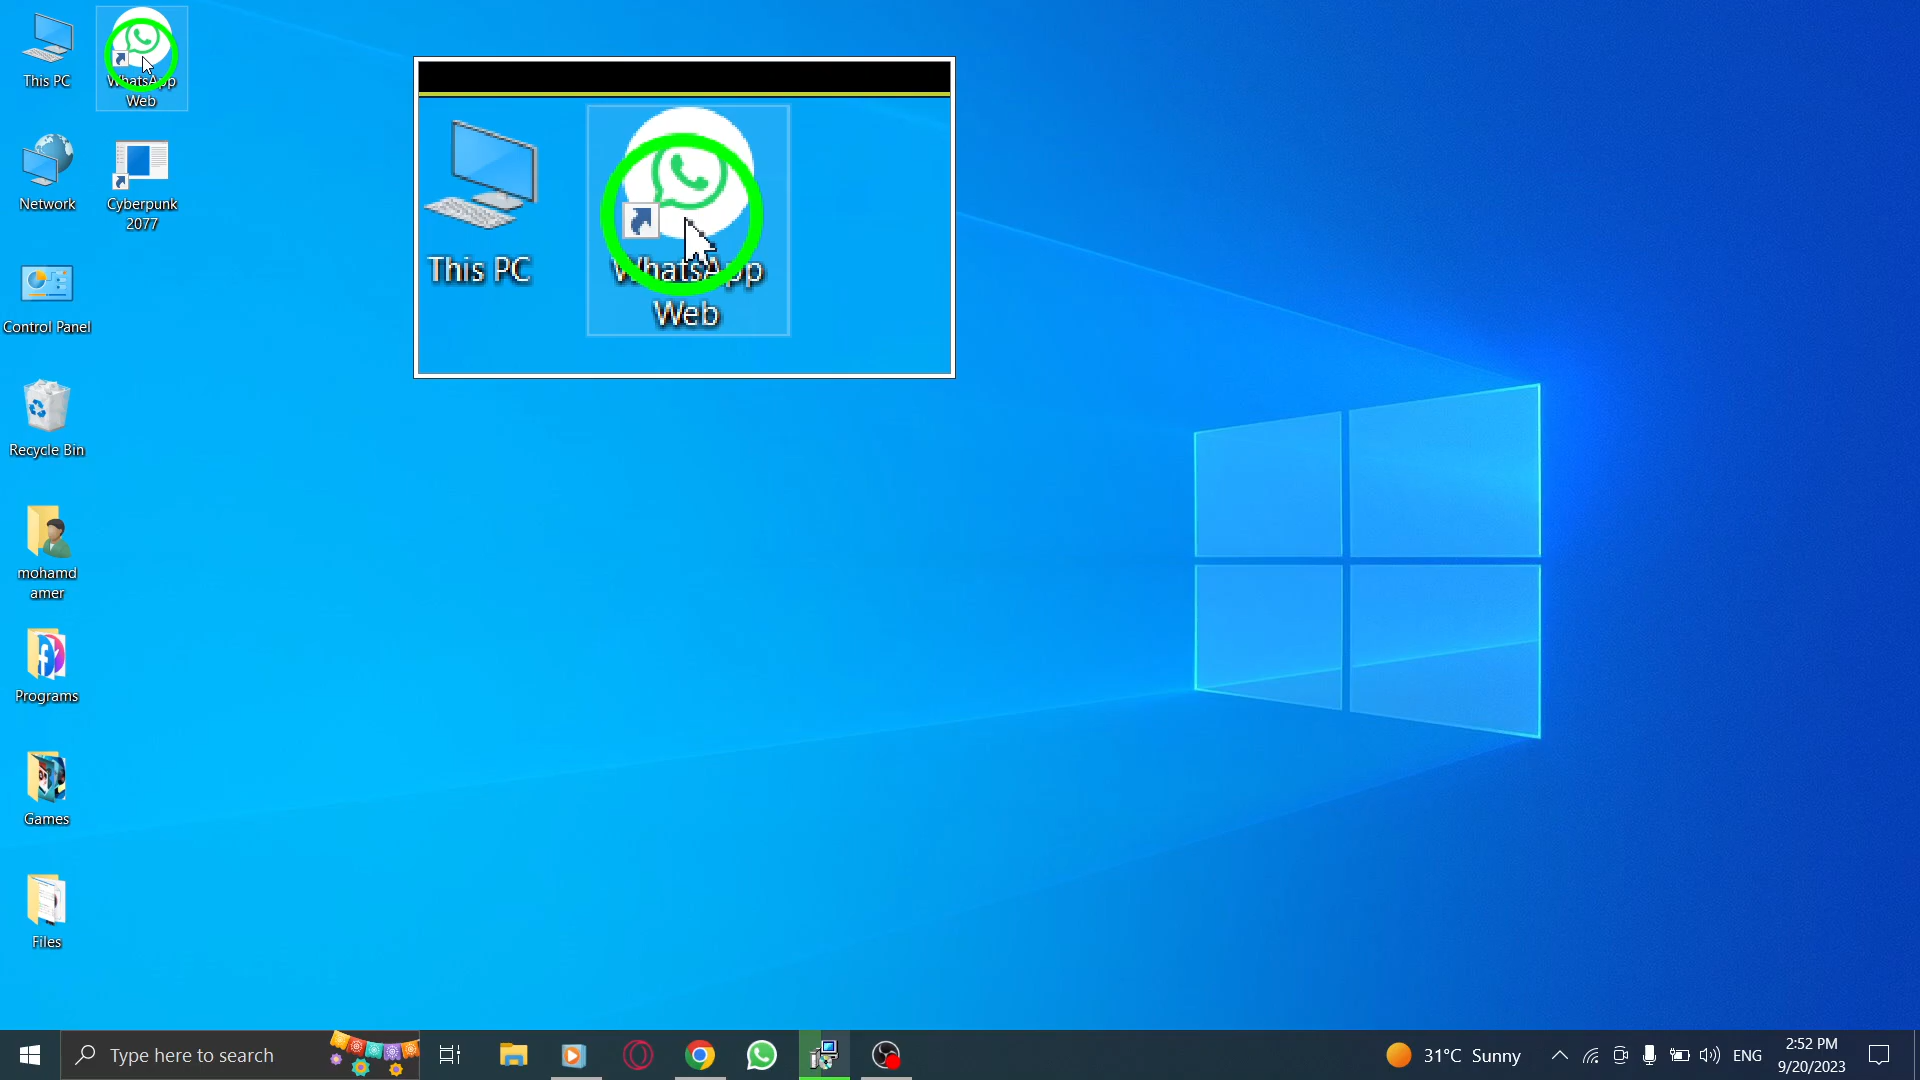 This PC
WhatsApp
Web
Network
Cyberpunk
2077
Control Panel
Recycle Bin
mohamd
amer
Programs
Games
Files
This PC
WhatsApp
Web
Type here to search
31°C Sunny
ENG
2:52 PM
9/20/2023